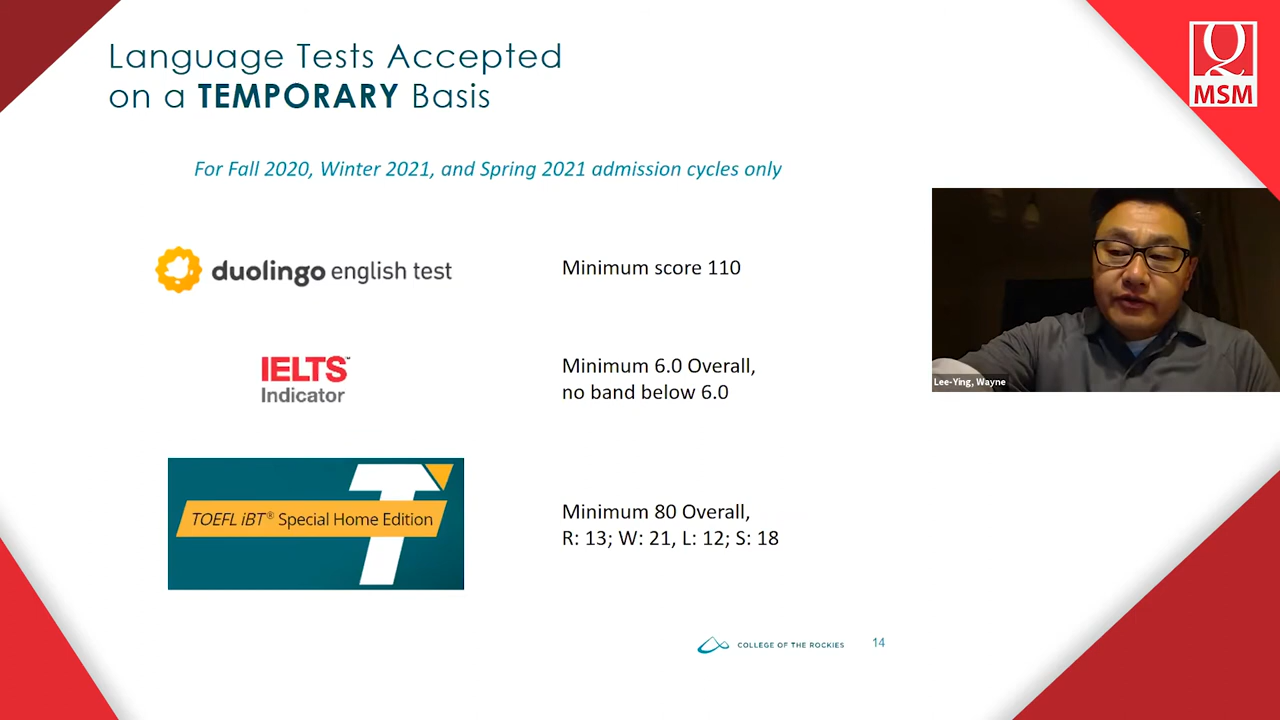 Language Tests Accepted
on a TEMPORARY Basis
MSM
For Fall 2020, Winter 2021, and Spring 2021 admission cycles only
duolingo english test
Minimum score 110
IELTS™
Indicator
Minimum 6.0 Overall,
no band below 6.0
Lee-Ying, Wayne
TOEFL iBT® Special Home Edition
Minimum 80 Overall,
R: 13; W: 21, L: 12; S: 18
COLLEGE OF THE ROCKIES
14